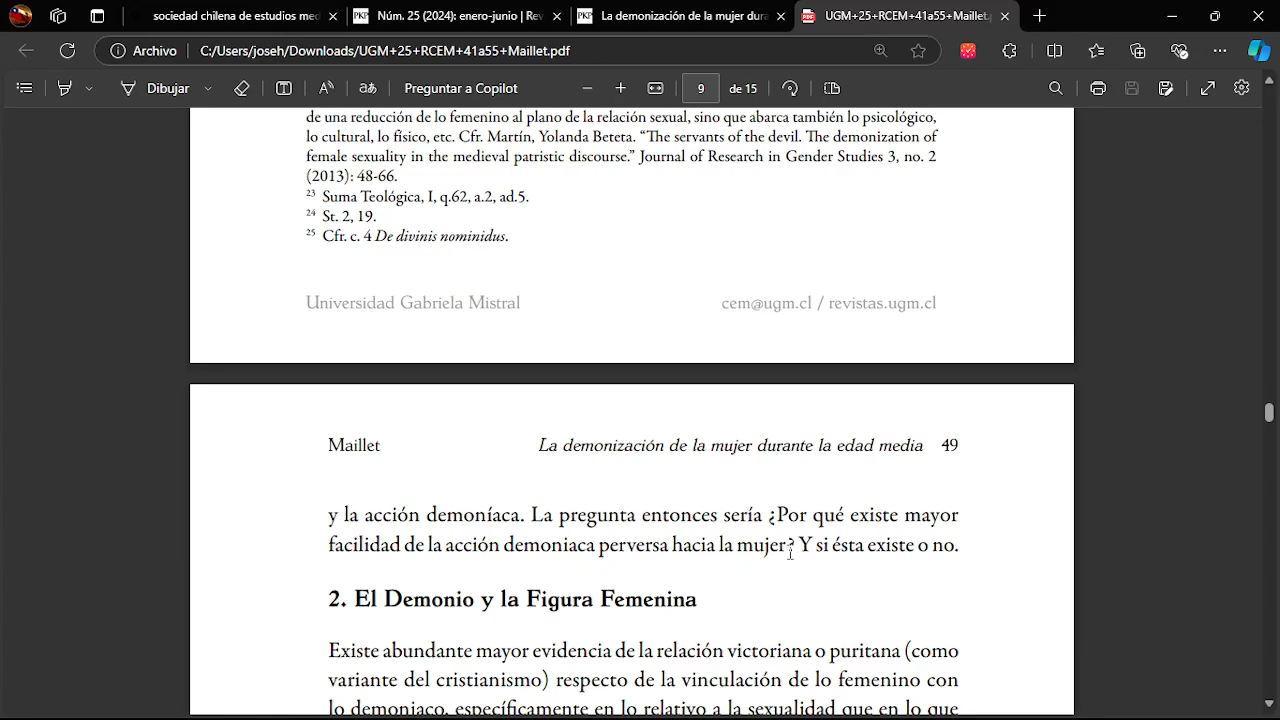 sociedad chilena de estudios med
Núm. 25 (2024): enero-junio | Rev
La demonización de la mujer dura
UGM+25+RCEM+41a55+Maillet.p
Archivo
C:/Users/joseh/Downloads/UGM+25+RCEM+41a55+Maillet.pdf
Dibujar
Preguntar a Copilot
9 de 15
de una reducción de lo femenino al plano de la relación sexual, sino que abarca también lo psicológico,
lo cultural, lo físico, etc. Cfr. Martín, Yolanda Beteta. “The servants of the devil. The demonization of
female sexuality in the medieval patristic discourse.” Journal of Research in Gender Studies 3, no. 2
(2013): 48-66.
23 Suma Teológica, I, q.62, a.2, ad.5.
24 St. 2, 19.
25 Cfr. c. 4 De divinis nominidus.
Universidad Gabriela Mistral
cem@ugm.cl / revistas.ugm.cl
Maillet
La demonización de la mujer durante la edad media 49
y la acción demoníaca. La pregunta entonces sería ¿Por qué existe mayor
facilidad de la acción demoniaca perversa hacia la mujer? Y si ésta existe o no.
2. El Demonio y la Figura Femenina
Existe abundante mayor evidencia de la relación victoriana o puritana (como
variante del cristianismo) respecto de la vinculación de lo femenino con
lo demoniaco, específicamente en lo relativo a la sexualidad que en lo que